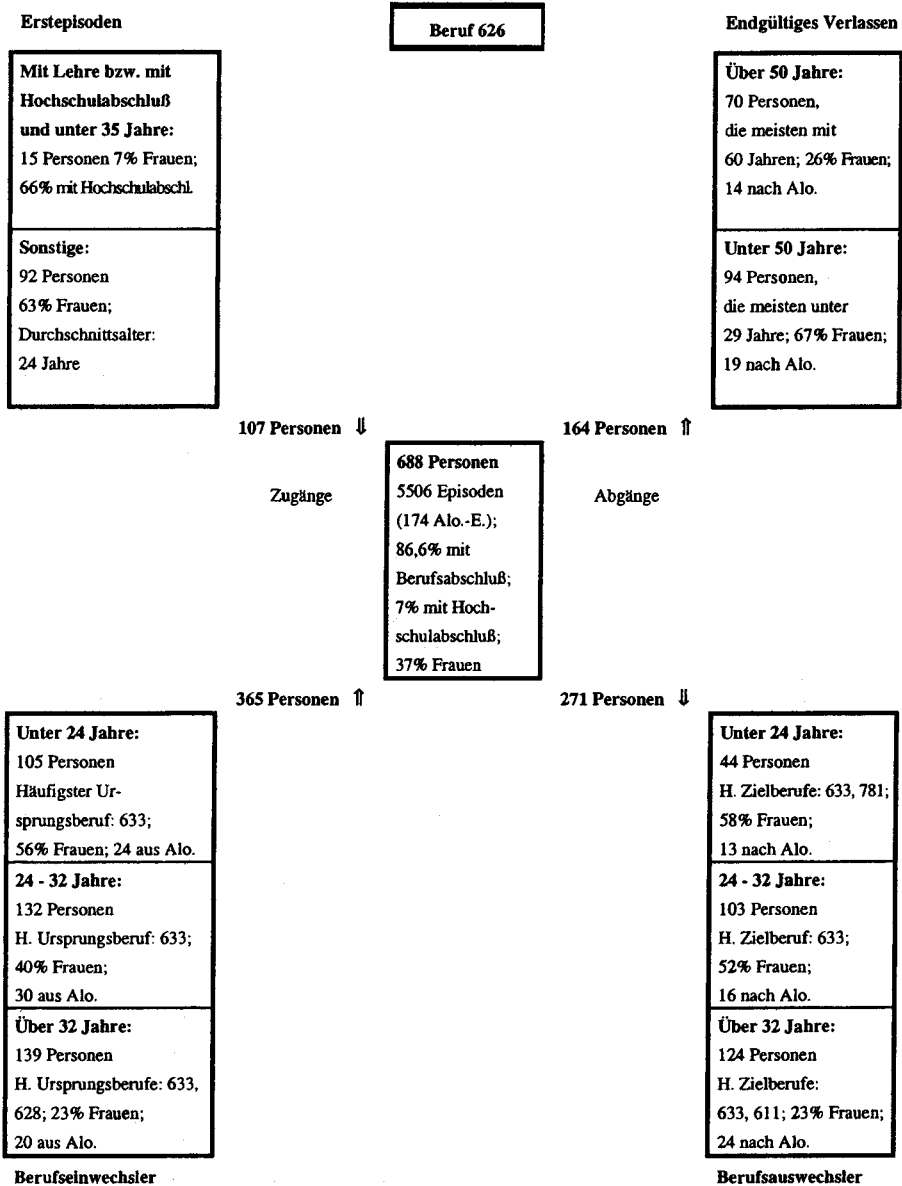 Erstepisoden
Beruf 626
Endgültiges Verlassen
Mit Lehre bzw. mit
Hochschulabschluß
und unter 35 Jahre:
15 Personen 7% Frauen;
66% mit Hochschulabschl.
Sonstige:
92 Personen
63% Frauen;
Durchschnittsalter:
24 Jahre
Über 50 Jahre:
70 Personen,
die meisten mit
60 Jahren; 26% Frauen;
14 nach Alo.
Unter 50 Jahre:
94 Personen,
die meisten unter
29 Jahre; 67% Frauen;
19 nach Alo.
107 Personen ⇓
164 Personen ⇑
Zugänge
688 Personen
5506 Episoden
(174 Alo.-E.);
86,6% mit
Berufsabschluß;
7% mit Hoch-
schulabschluß;
37% Frauen
Abgänge
365 Personen ⇑
271 Personen ⇓
Unter 24 Jahre:
105 Personen
Häufigster Ur-
sprungsberuf: 633;
56% Frauen; 24 aus Alo.
24 - 32 Jahre:
132 Personen
H. Ursprungsberuf: 633;
40% Frauen;
30 aus Alo.
Über 32 Jahre:
139 Personen
H. Ursprungsberufe: 633,
628; 23% Frauen;
20 aus Alo.
Berufseinwechsler
Unter 24 Jahre:
44 Personen
H. Zielberufe: 633, 781;
58% Frauen;
13 nach Alo.
24 - 32 Jahre:
103 Personen
H. Zielberuf: 633;
52% Frauen;
16 nach Alo.
Über 32 Jahre:
124 Personen
H. Zielberufe:
633, 611; 23% Frauen;
24 nach Alo.
Berufsauswechsler